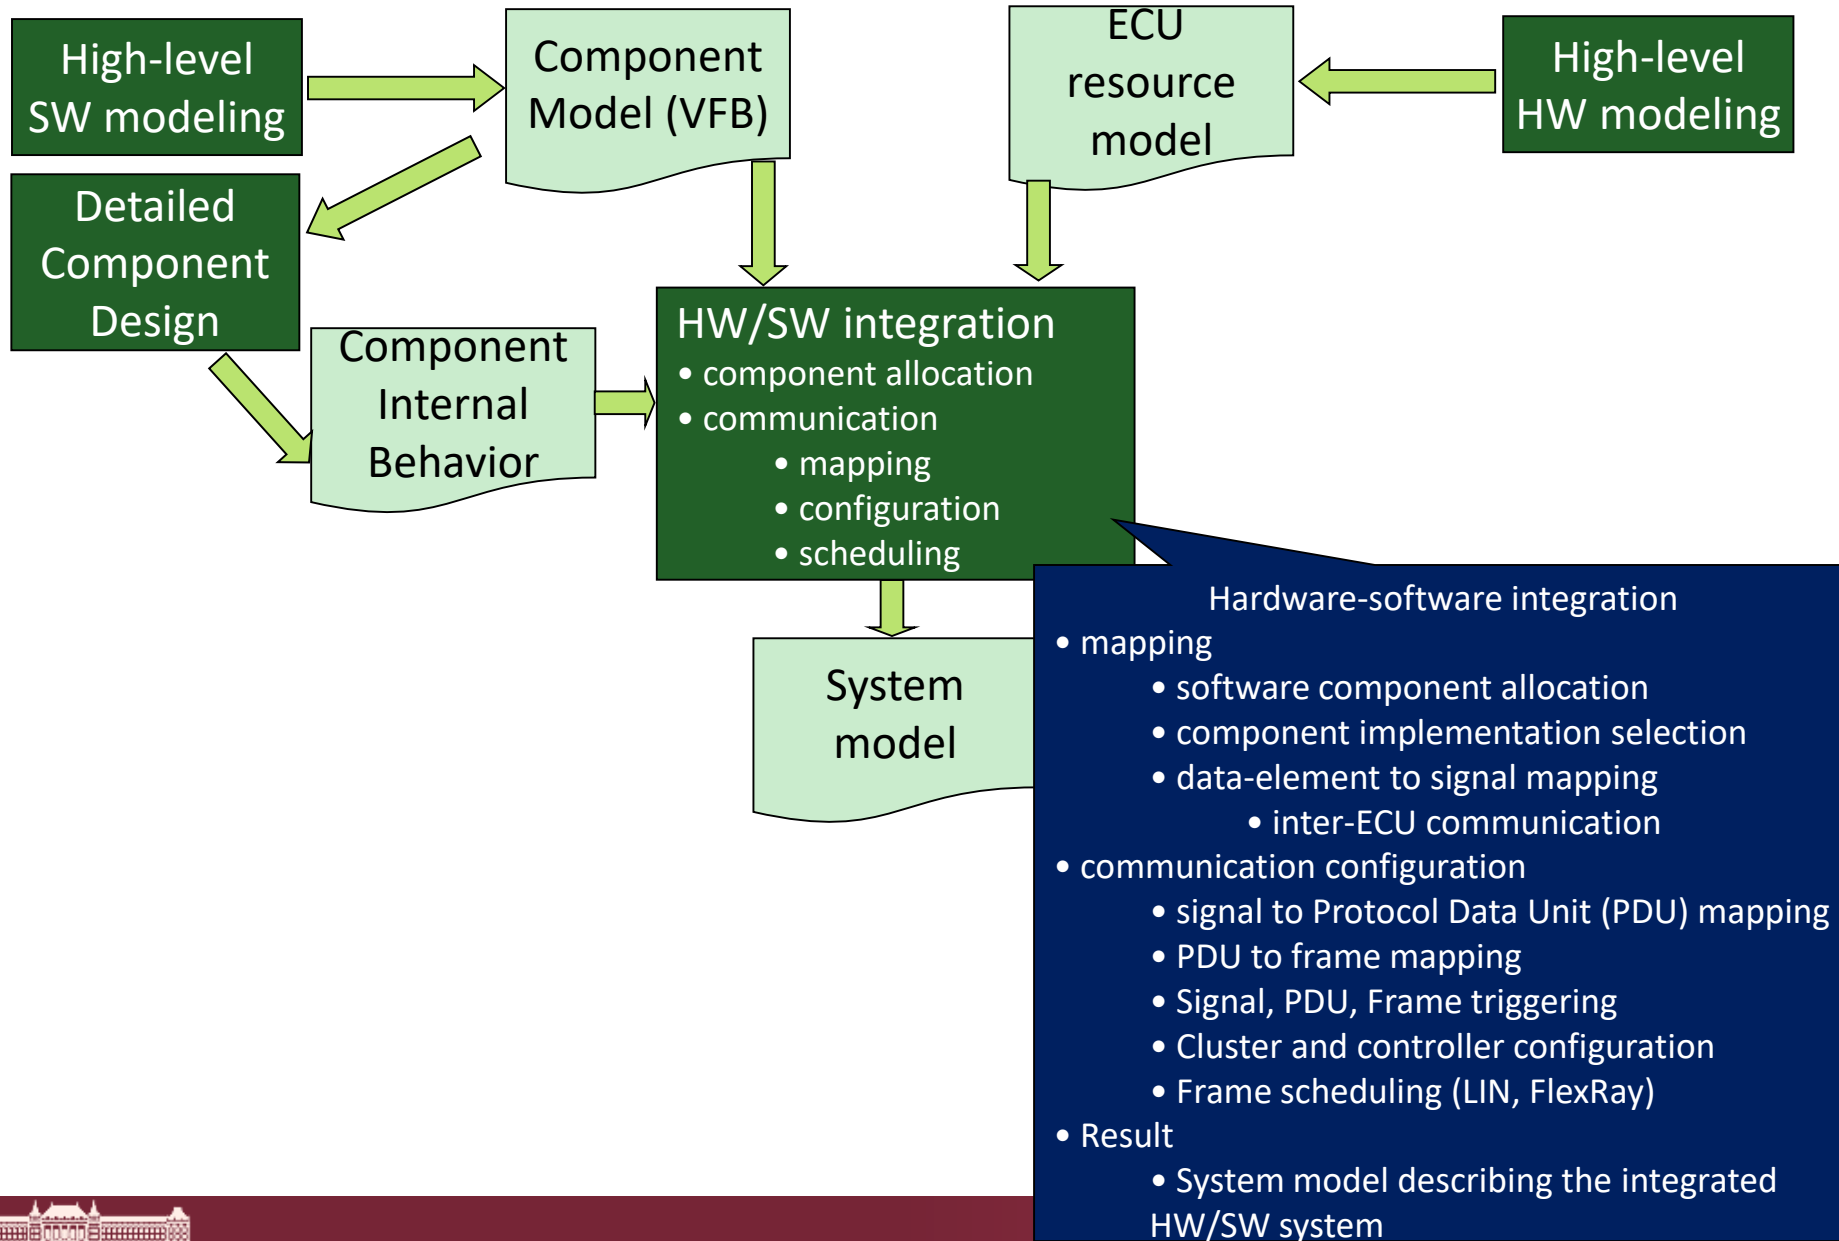 High-level
SW modeling
Component
Model (VFB)
ECU
resource
model
High-level
HW modeling
Detailed
Component
Design
Component
Internal
Behavior
HW/SW integration
• component allocation
• communication
• mapping
• configuration
• scheduling
System
model
Hardware-software integration
• mapping
• software component allocation
• component implementation selection
• data-element to signal mapping
• inter-ECU communication
• communication configuration
• signal to Protocol Data Unit (PDU) mapping
• PDU to frame mapping
• Signal, PDU, Frame triggering
• Cluster and controller configuration
• Frame scheduling (LIN, FlexRay)
• Result
• System model describing the integrated
HW/SW system